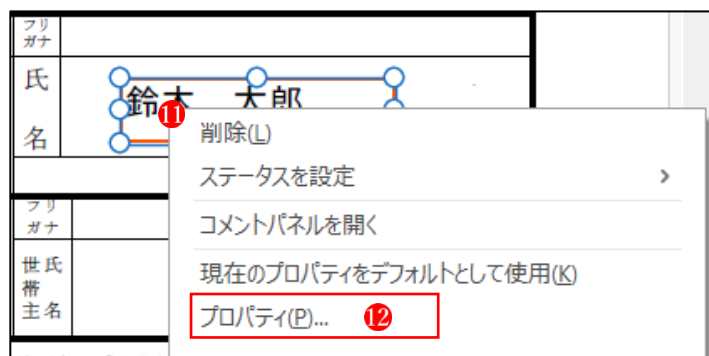 フリ
ガナ
氏
名
鈴木 太郎
⓫
削除(L)
ステータスを設定
コメントパネルを開く
現在のプロパティをデフォルトとして使用(K)
プロパティ(P)... ⓬
フリ
ガナ
世氏
帯
主名